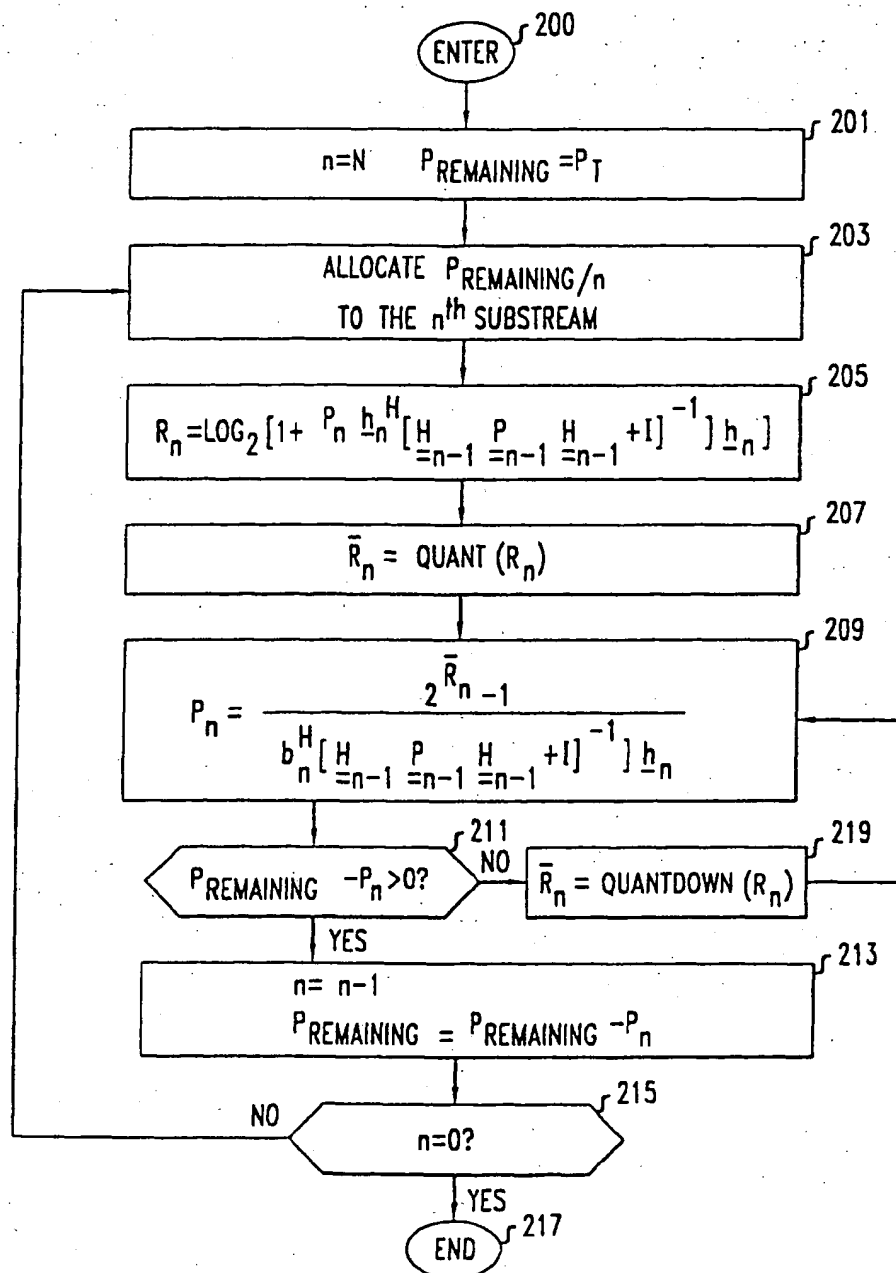 ENTER 200
201
n=N P_REMAINING = P_T
203
ALLOCATE P_REMAINING/n
TO THE n^th SUBSTREAM
205
R_n=LOG_2[1+ P_n h_n^H[H_n-1 P_n-1 H_n-1 +I]^-1] h_n]
207
R̄_n = QUANT (R_n)
209
2^R̄_n -1
P_n =
b_n^H[H_n-1 P_n-1 H_n-1 +I]^-1] h_n
211
P_REMAINING -P_n>0?
NO
219
R̄_n = QUANTDOWN (R_n)
YES
213
n= n-1
P_REMAINING = P_REMAINING -P_n
215
NO
n=0?
YES
END 217